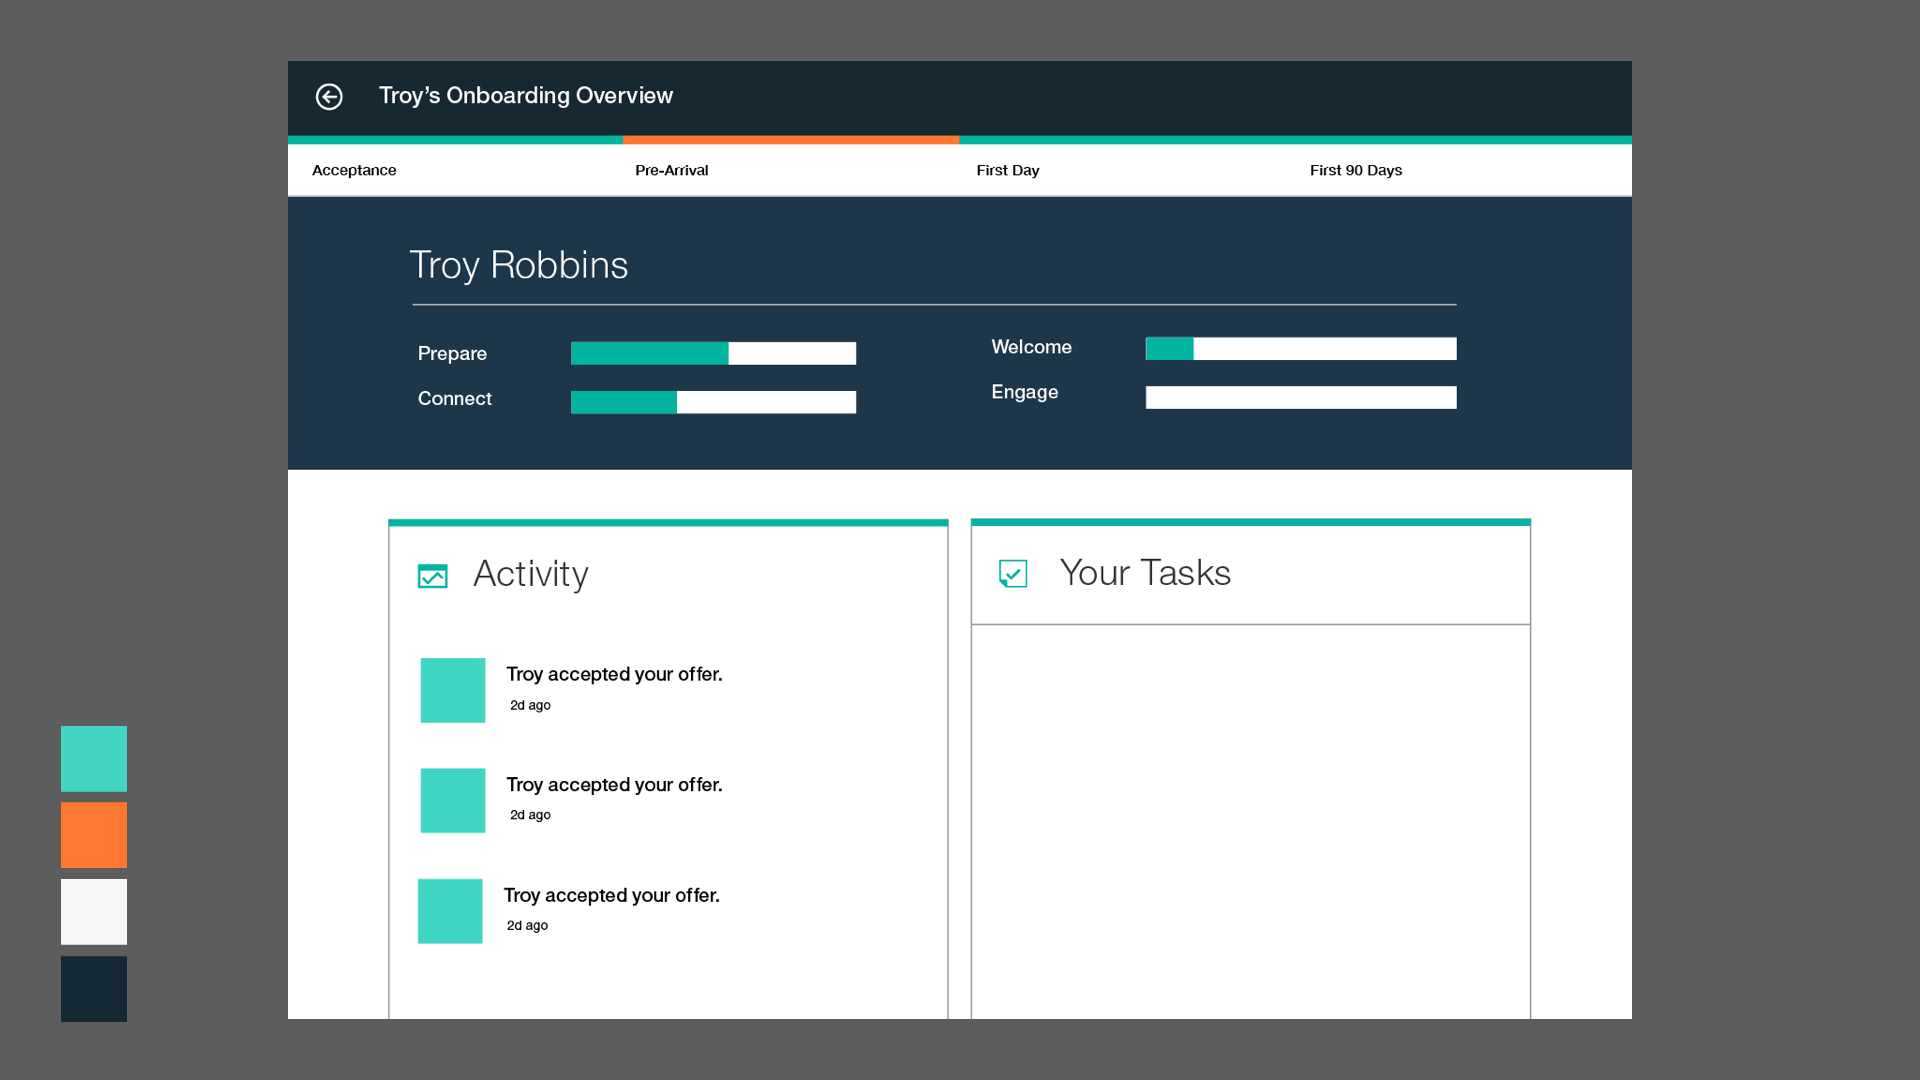 Troy’s Onboarding Overview
Acceptance
Pre-Arrival
First Day
First 90 Days
Troy Robbins
Prepare
Connect
Welcome
Engage
Activity
Troy accepted your offer.
2d ago
Troy accepted your offer.
2d ago
Troy accepted your offer.
2d ago
Your Tasks